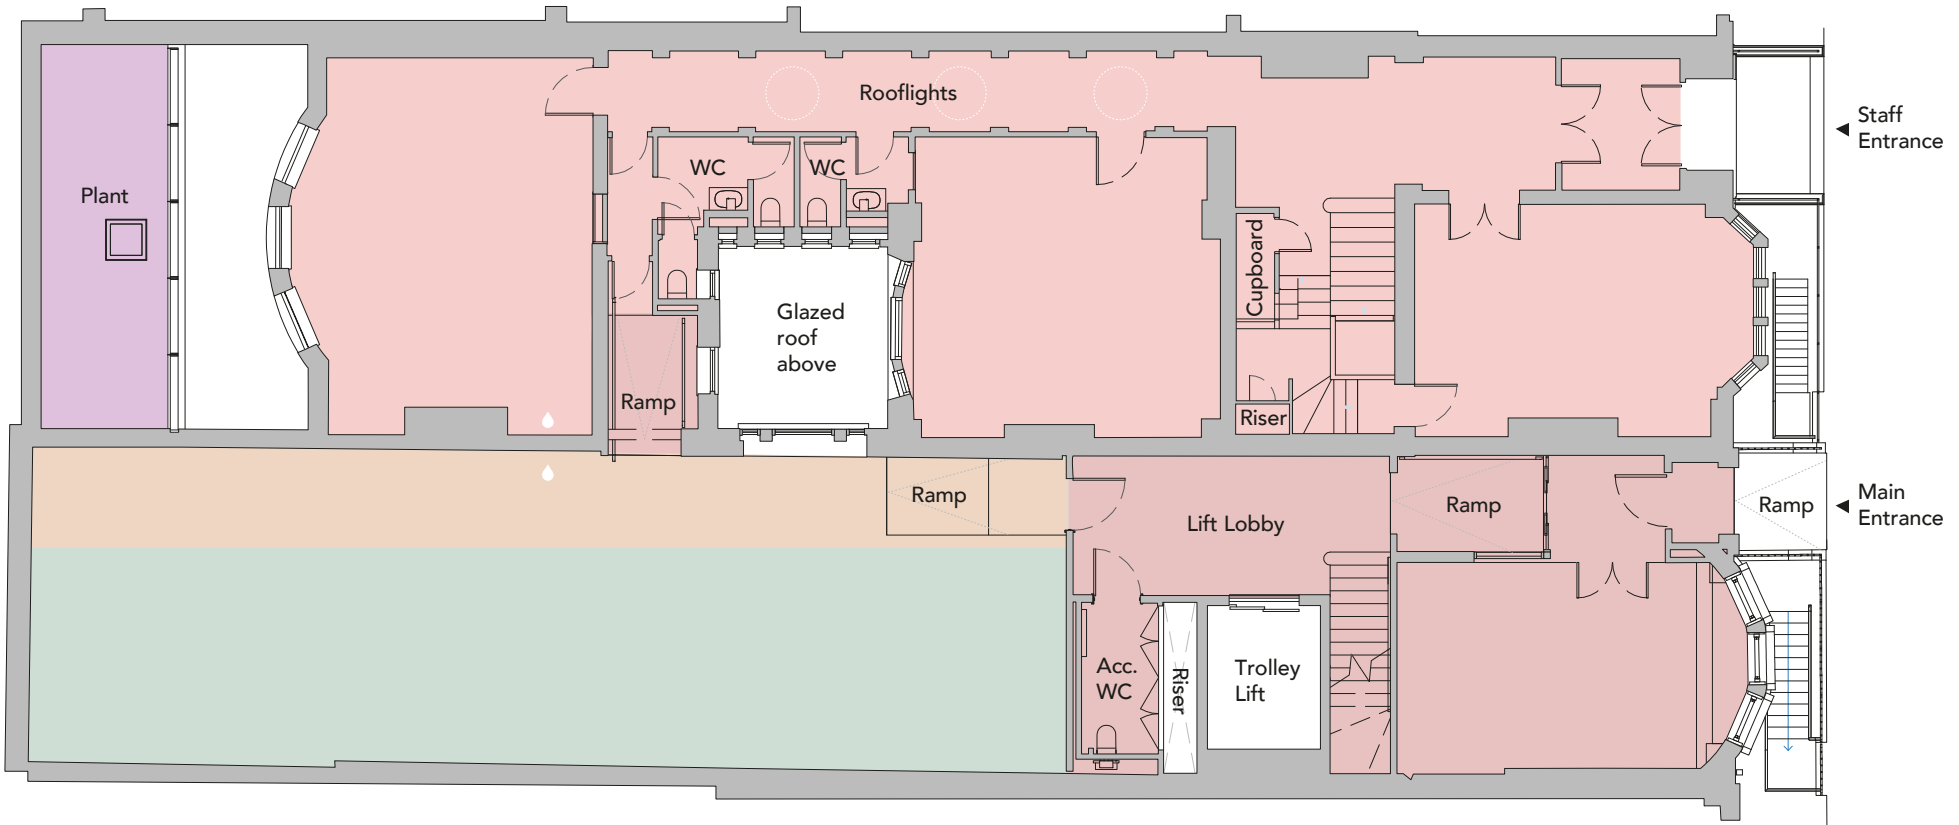 Rooflights
Staff
Entrance
WC
WC
Plant
Cupboard
Glazed
roof
above
Ramp
Riser
Ramp
Lift Lobby
Ramp
Ramp
Main
Entrance
Acc.
WC
Riser
Trolley
Lift